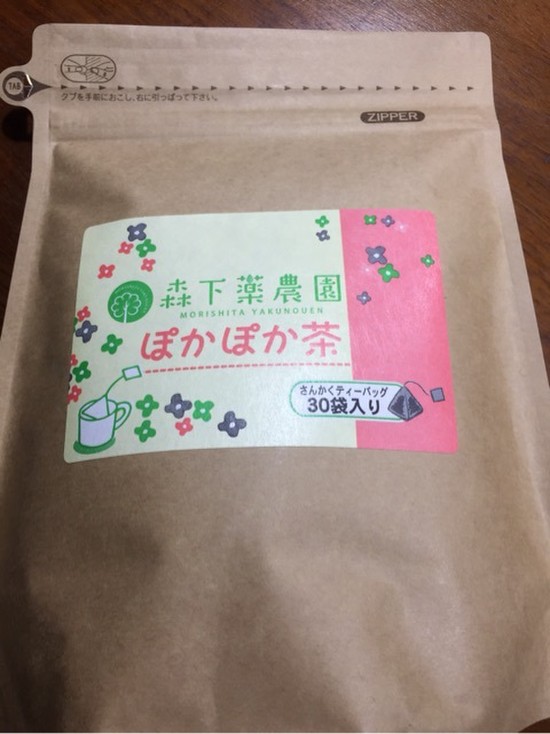 TAB
タブを手前におこし、右に引っぱって下さい。
ZIPPER
森下薬農園
MORISHITA YAKUNOUEN
ぽかぽか茶
さんかくティーバッグ
30袋入り